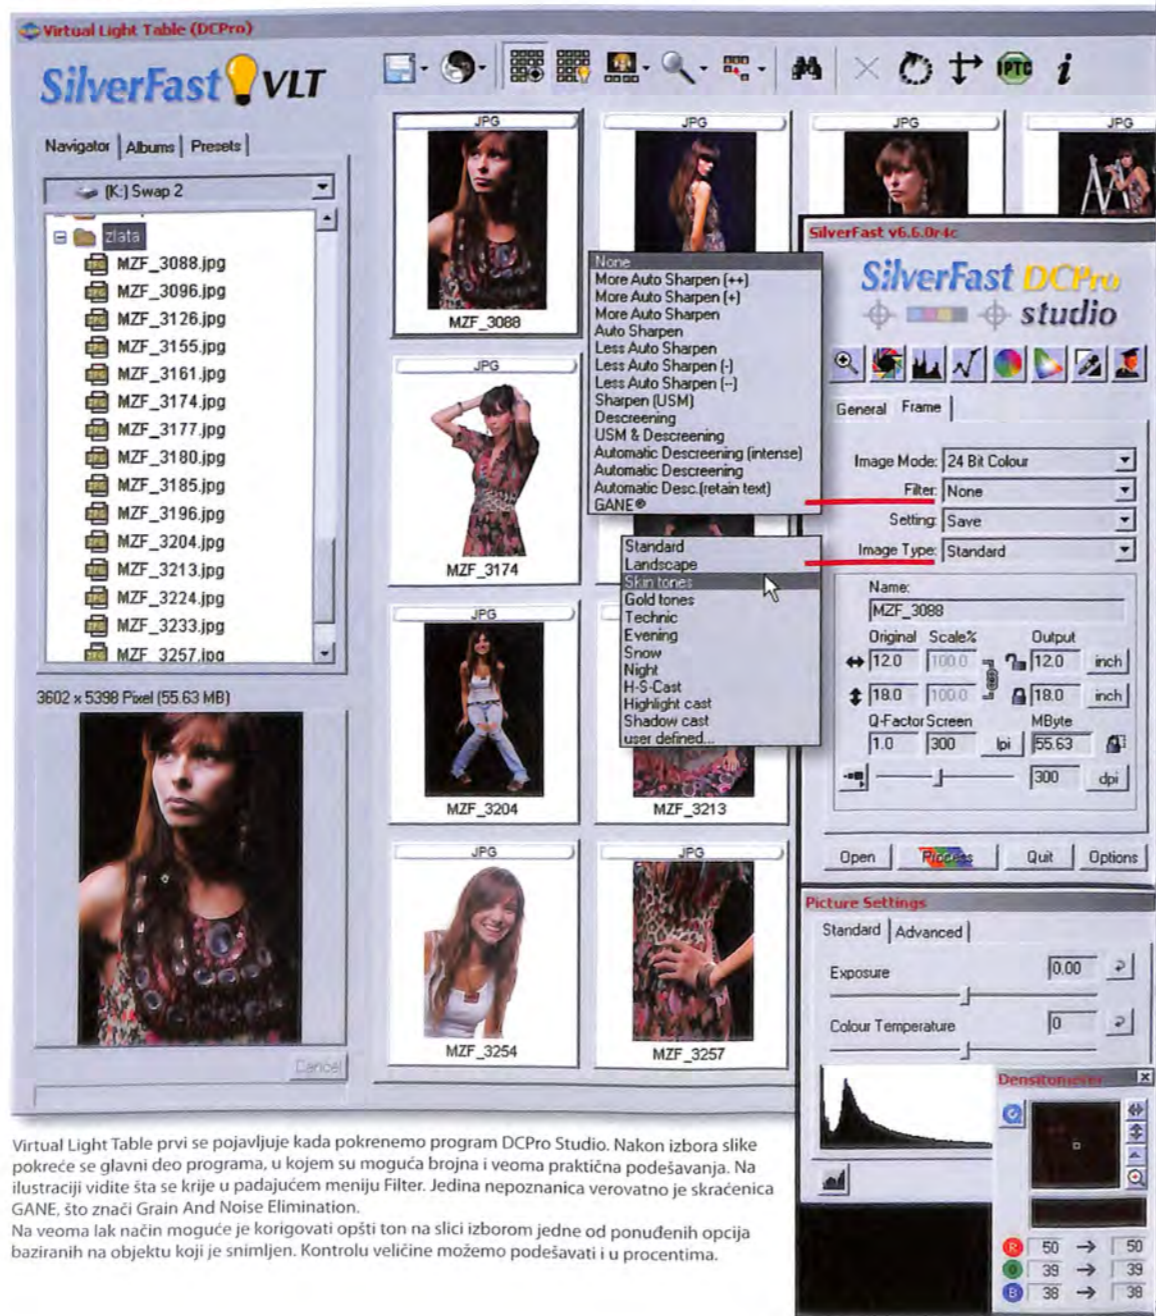 Virtual Light Table (DCPro)
SilverFast VLT
IPTC
Navigator Albums Presets
(K:) Swap 2
zlata
MZF_3088.jpg
MZF_3096.jpg
MZF_3126.jpg
MZF_3155.jpg
MZF_3161.jpg
MZF_3174.jpg
MZF_3177.jpg
MZF_3180.jpg
MZF_3185.jpg
MZF_3196.jpg
MZF_3204.jpg
MZF_3213.jpg
MZF_3224.jpg
MZF_3233.jpg
MZF_3257.jpg
3602 x 5398 Pixel (55.63 MB)
Cancel
JPG
JPG
JPG
JPG
MZF_3088
JPG
MZF_3174
JPG
MZF_3204
MZF_3213
JPG
JPG
MZF_3254
MZF_3257
None
More Auto Sharpen (++)
More Auto Sharpen (+)
More Auto Sharpen
Auto Sharpen
Less Auto Sharpen
Less Auto Sharpen (-)
Less Auto Sharpen (--)
Sharpen (USM)
Descreening
USM & Descreening
Automatic Descreening (intense)
Automatic Descreening
Automatic Desc.(retain text)
GANE®
Standard
Landscape
Skin tones
Gold tones
Technic
Evening
Snow
Night
H-S-Cast
Highlight cast
Shadow cast
user defined...
SilverFast v6.6.0r4c
SilverFast DCPro
studio
General Frame
Image Mode: 24 Bit Colour
Filter: None
Setting: Save
Image Type: Standard
Name:
MZF_3088
Original Scale% Output
12.0 100.0 12.0 inch
18.0 100.0 18.0 inch
Q-Factor Screen MByte
1.0 300 lpi 55.63
300 dpi
Open Process Quit Options
Picture Settings
Standard Advanced
Exposure 0.00
Colour Temperature 0
Densitometer
R 50 → 50
G 39 → 39
B 38 → 38
Virtual Light Table prvi se pojavljuje kada pokrenemo program DCPro Studio. Nakon izbora slike
pokreće se glavni deo programa, u kojem su moguća brojna i veoma praktična podešavanja. Na
ilustraciji vidite šta se krije u padajućem meniju Filter. Jedina nepoznanica verovatno je skraćenica
GANE, što znači Grain And Noise Elimination.
Na veoma lak način moguće je korigovati opšti ton na slici izborom jedne od ponuđenih opcija
baziranih na objektu koji je snimljen. Kontrolu veličine možemo podešavati i u procentima.